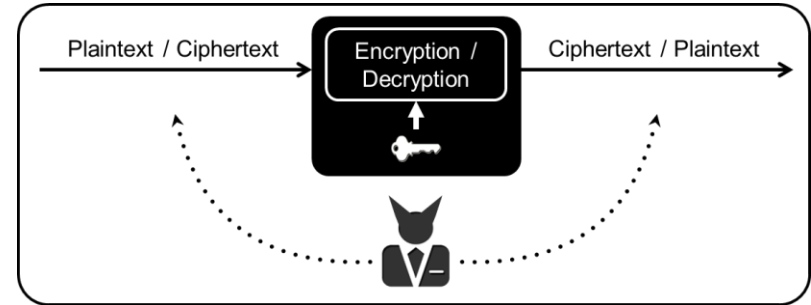 Plaintext / Ciphertext
Encryption /
Decryption
Ciphertext / Plaintext